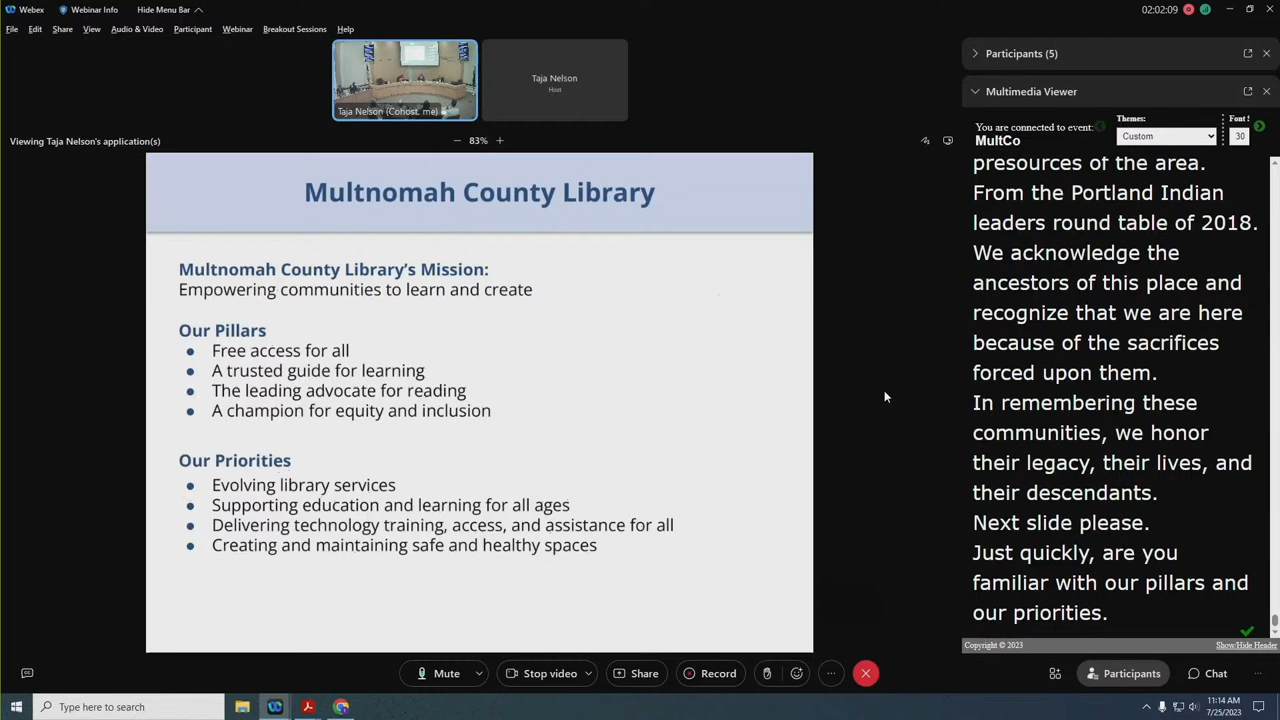 Webex
Webinar Info
Hide Menu Bar
02:02:09
File Edit Share View Audio & Video Participant Webinar Breakout Sessions Help
Taja Nelson (Cohost, me)
Taja Nelson
Host
Viewing Taja Nelson's application(s)
83%
Multnomah County Library
Multnomah County Library's Mission:
Empowering communities to learn and create
Our Pillars
Free access for all
A trusted guide for learning
The leading advocate for reading
A champion for equity and inclusion
Our Priorities
Evolving library services
Supporting education and learning for all ages
Delivering technology training, access, and assistance for all
Creating and maintaining safe and healthy spaces
Participants (5)
Multimedia Viewer
You are connected to event:
MultCo
Themes:
Custom
Font S
30
presources of the area.
From the Portland Indian
leaders round table of 2018.
We acknowledge the
ancestors of this place and
recognize that we are here
because of the sacrifices
forced upon them.
In remembering these
communities, we honor
their legacy, their lives, and
their descendants.
Next slide please.
Just quickly, are you
familiar with our pillars and
our priorities.
Copyright © 2023
Show/Hide Header
Mute
Stop video
Share
Record
Participants
Chat
Type here to search
11:14 AM
7/25/2023